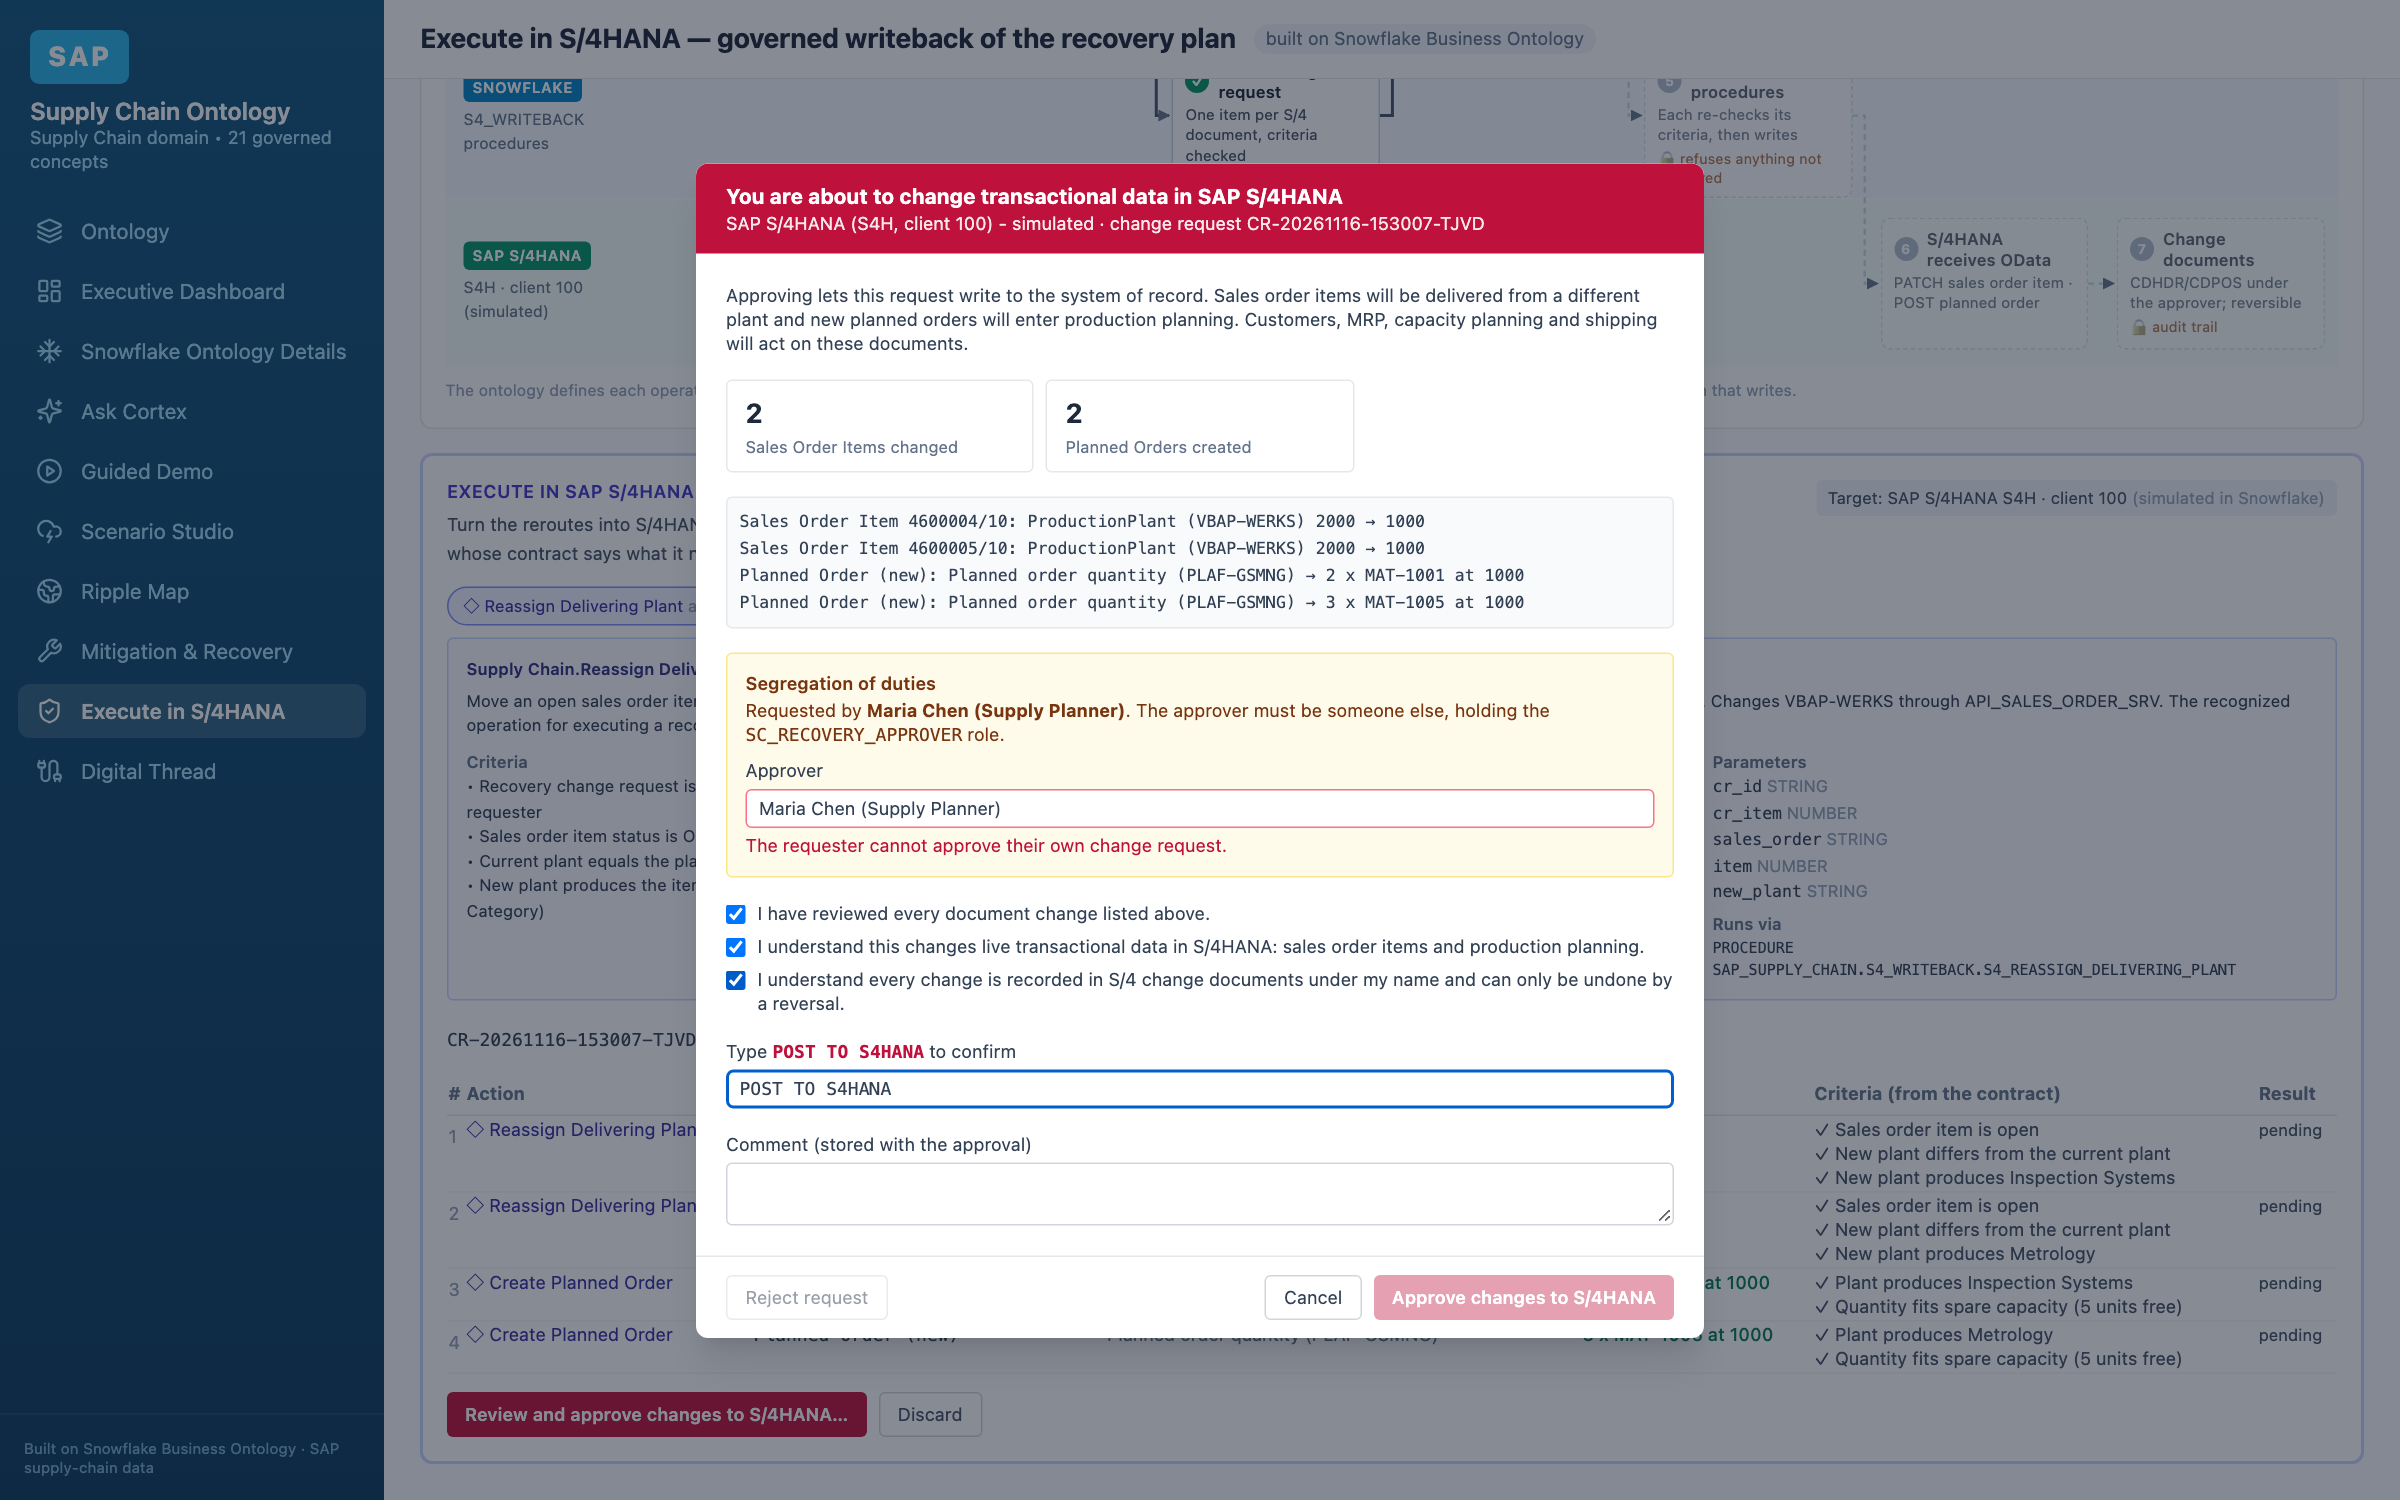 SAP
Supply Chain Ontology
Supply Chain domain • 21 governed
concepts
Ontology
Executive Dashboard
Snowflake Ontology Details
Ask Cortex
Guided Demo
Scenario Studio
Ripple Map
Mitigation & Recovery
Execute in S/4HANA
Digital Thread
Built on Snowflake Business Ontology · SAP
supply-chain data
Execute in S/4HANA — governed writeback of the recovery plan
built on Snowflake Business Ontology
SNOWFLAKE
S4_WRITEBACK
procedures
request
One item per S/4
document, criteria
checked
5
procedures
Each re-checks its
criteria, then writes
refuses anything not
SAP S/4HANA
S4H · client 100
(simulated)
6 S/4HANA
receives OData
PATCH sales order item ·
POST planned order
7 Change
documents
CDHDR/CDPOS under
the approver; reversible
audit trail
The ontology defines each
that writes.
EXECUTE IN SAP S/4HANA
Target: SAP S/4HANA S4H · client 100 (simulated in Snowflake)
Turn the reroutes into
whose contract says what it
◇ Reassign Delivering Plant
Supply Chain.Reassign
Move an open sales order
operation for executing a
Criteria
• Recovery change request is
requester
• Sales order item status is
• Current plant equals the
• New plant produces the
Category)
Changes VBAP-WERKS through API_SALES_ORDER_SRV. The recognized
Parameters
cr_id STRING
cr_item NUMBER
sales_order STRING
item NUMBER
new_plant STRING
Runs via
PROCEDURE
SAP_SUPPLY_CHAIN.S4_WRITEBACK.S4_REASSIGN_DELIVERING_PLANT
CR-20261116-153007-TJVD
# Action
Criteria (from the contract)
Result
1 ◇ Reassign Delivering
✓ Sales order item is open
pending
✓ New plant differs from the current plant
✓ New plant produces Inspection Systems
2 ◇ Reassign Delivering
✓ Sales order item is open
pending
✓ New plant differs from the current plant
✓ New plant produces Metrology
3 ◇ Create Planned Order
at 1000
✓ Plant produces Inspection Systems
pending
✓ Quantity fits spare capacity (5 units free)
4 ◇ Create Planned Order
at 1000
✓ Plant produces Metrology
pending
✓ Quantity fits spare capacity (5 units free)
Review and approve changes to S/4HANA...
Discard
You are about to change transactional data in SAP S/4HANA
SAP S/4HANA (S4H, client 100) - simulated · change request CR-20261116-153007-TJVD
Approving lets this request write to the system of record. Sales order items will be delivered from a different
plant and new planned orders will enter production planning. Customers, MRP, capacity planning and shipping
will act on these documents.
2
Sales Order Items changed
2
Planned Orders created
Sales Order Item 4600004/10: ProductionPlant (VBAP-WERKS) 2000 → 1000
Sales Order Item 4600005/10: ProductionPlant (VBAP-WERKS) 2000 → 1000
Planned Order (new): Planned order quantity (PLAF-GSMNG) → 2 x MAT-1001 at 1000
Planned Order (new): Planned order quantity (PLAF-GSMNG) → 3 x MAT-1005 at 1000
Segregation of duties
Requested by Maria Chen (Supply Planner). The approver must be someone else, holding the
SC_RECOVERY_APPROVER role.
Approver
Maria Chen (Supply Planner)
The requester cannot approve their own change request.
I have reviewed every document change listed above.
I understand this changes live transactional data in S/4HANA: sales order items and production planning.
I understand every change is recorded in S/4 change documents under my name and can only be undone by
a reversal.
Type POST TO S4HANA to confirm
POST TO S4HANA
Comment (stored with the approval)
Reject request
Cancel
Approve changes to S/4HANA